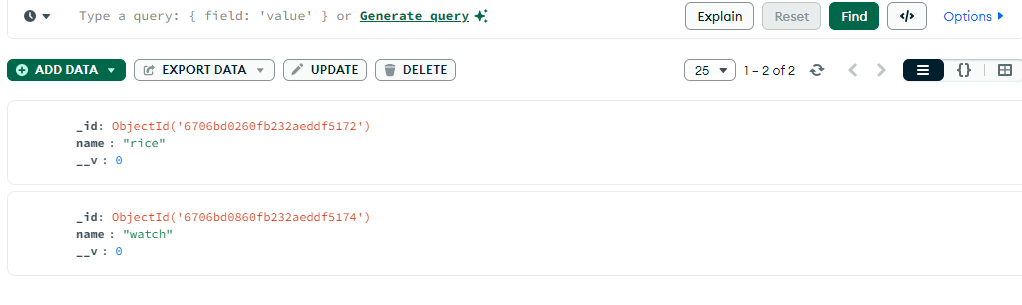 Type a query: { field: 'value' } or Generate query
Explain
Reset
Find
</>
Options
ADD DATA
EXPORT DATA
UPDATE
DELETE
25
1 – 2 of 2
{}
_id: ObjectId('6706bd0260fb232aeddf5172')
name : "rice"
__v : 0
_id: ObjectId('6706bd0860fb232aeddf5174')
name : "watch"
__v : 0